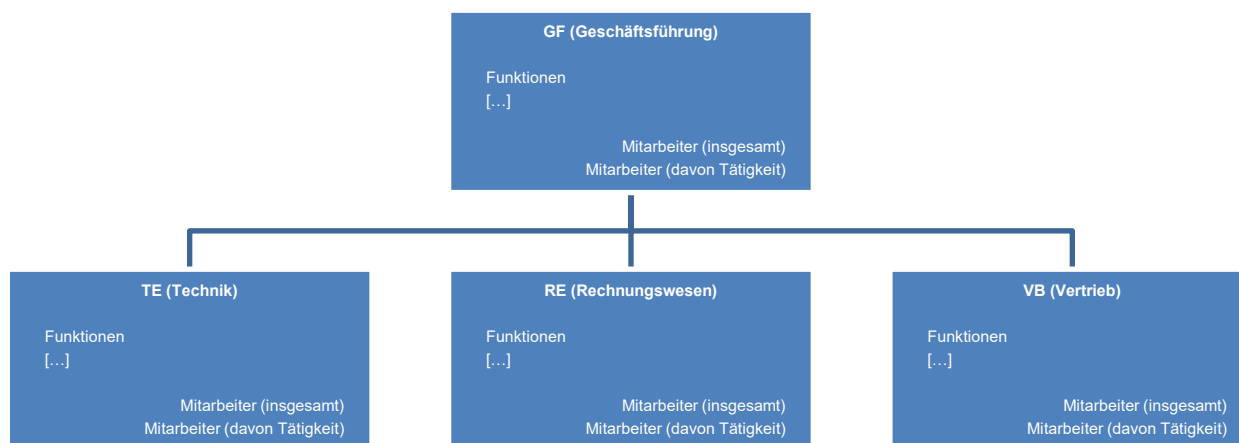 GF (Geschäftsführung)
Funktionen
[…]
Mitarbeiter (insgesamt)
Mitarbeiter (davon Tätigkeit)
TE (Technik)
Funktionen
[…]
Mitarbeiter (insgesamt)
Mitarbeiter (davon Tätigkeit)
RE (Rechnungswesen)
Funktionen
[…]
Mitarbeiter (insgesamt)
Mitarbeiter (davon Tätigkeit)
VB (Vertrieb)
Funktionen
[…]
Mitarbeiter (insgesamt)
Mitarbeiter (davon Tätigkeit)